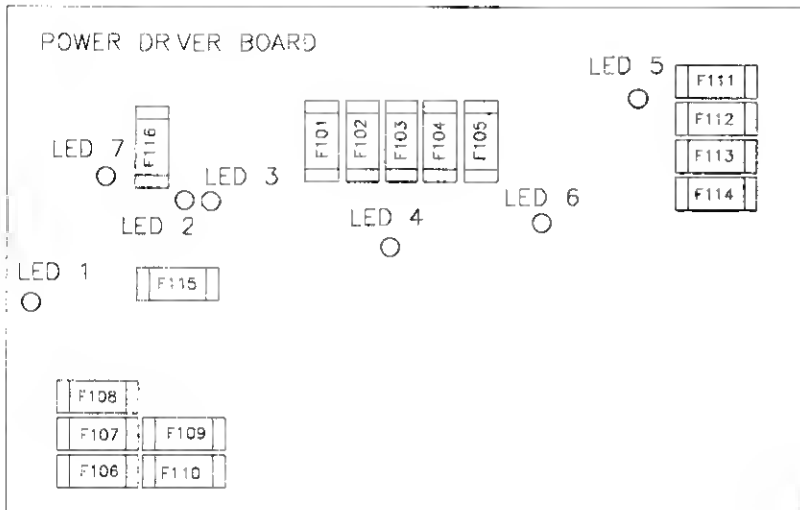 POWER DRIVER BOARD
LED 5
F111
F112
F113
F114
F116
F101
F102
F103
F104
F105
LED 7
LED 3
LED 2
LED 4
LED 6
LED 1
F115
F108
F107
F109
F106
F110